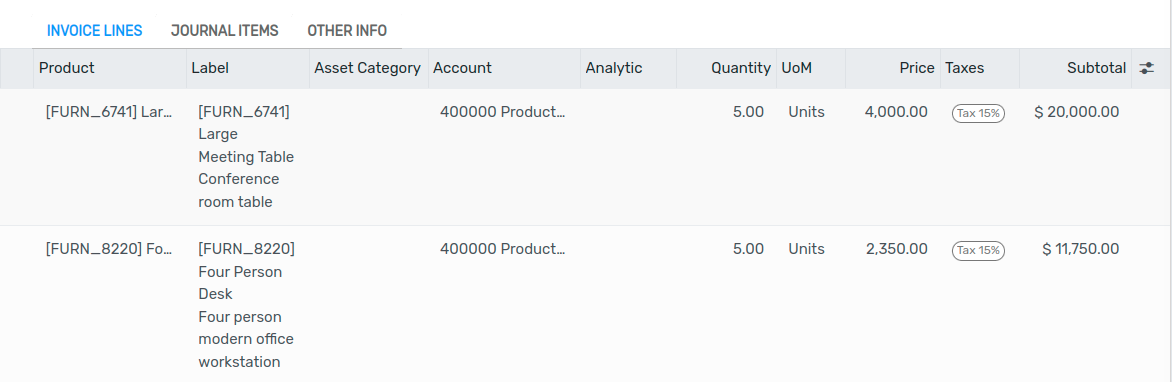 INVOICE LINES JOURNAL ITEMS OTHER INFO
Product Label Asset Category Account Analytic Quantity UoM Price Taxes Subtotal
[FURN_6741] Lar... [FURN_6741] 400000 Product... 5.00 Units 4,000.00 Tax 15% $ 20,000.00
Large
Meeting Table
Conference
room table
[FURN_8220] Fo... [FURN_8220] 400000 Product... 5.00 Units 2,350.00 Tax 15% $ 11,750.00
Four Person
Desk
Four person
modern office
workstation